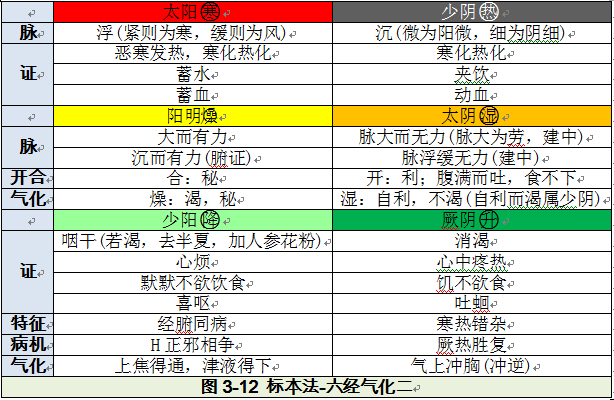 太阳寒 少阴热
脉 浮(紧则为寒，缓则为风) 沉(微为阳微，细为阴细)
证 恶寒发热，寒化热化 寒化热化
蓄水 夹饮
蓄血 动血
阳明燥 太阴湿
脉 大而有力 脉大而无力(脉大为劳，建中)
沉而有力(腑证) 脉浮缓无力(建中)
开合 合：秘 开：利；腹满而吐，食不下
气化 燥：渴，秘 湿：自利，不渴(自利而渴属少阴)
少阳降 厥阴升
证 咽干(若渴，去半夏，加人参花粉) 消渴
心烦 心中疼热
默默不欲饮食 饥不欲食
喜呕 吐蛔
特征 经腑同病 寒热错杂
病机 H正邪相争 厥热胜复
气化 上焦得通，津液得下 气上冲胸(冲逆)
图 3-12 标本法-六经气化二